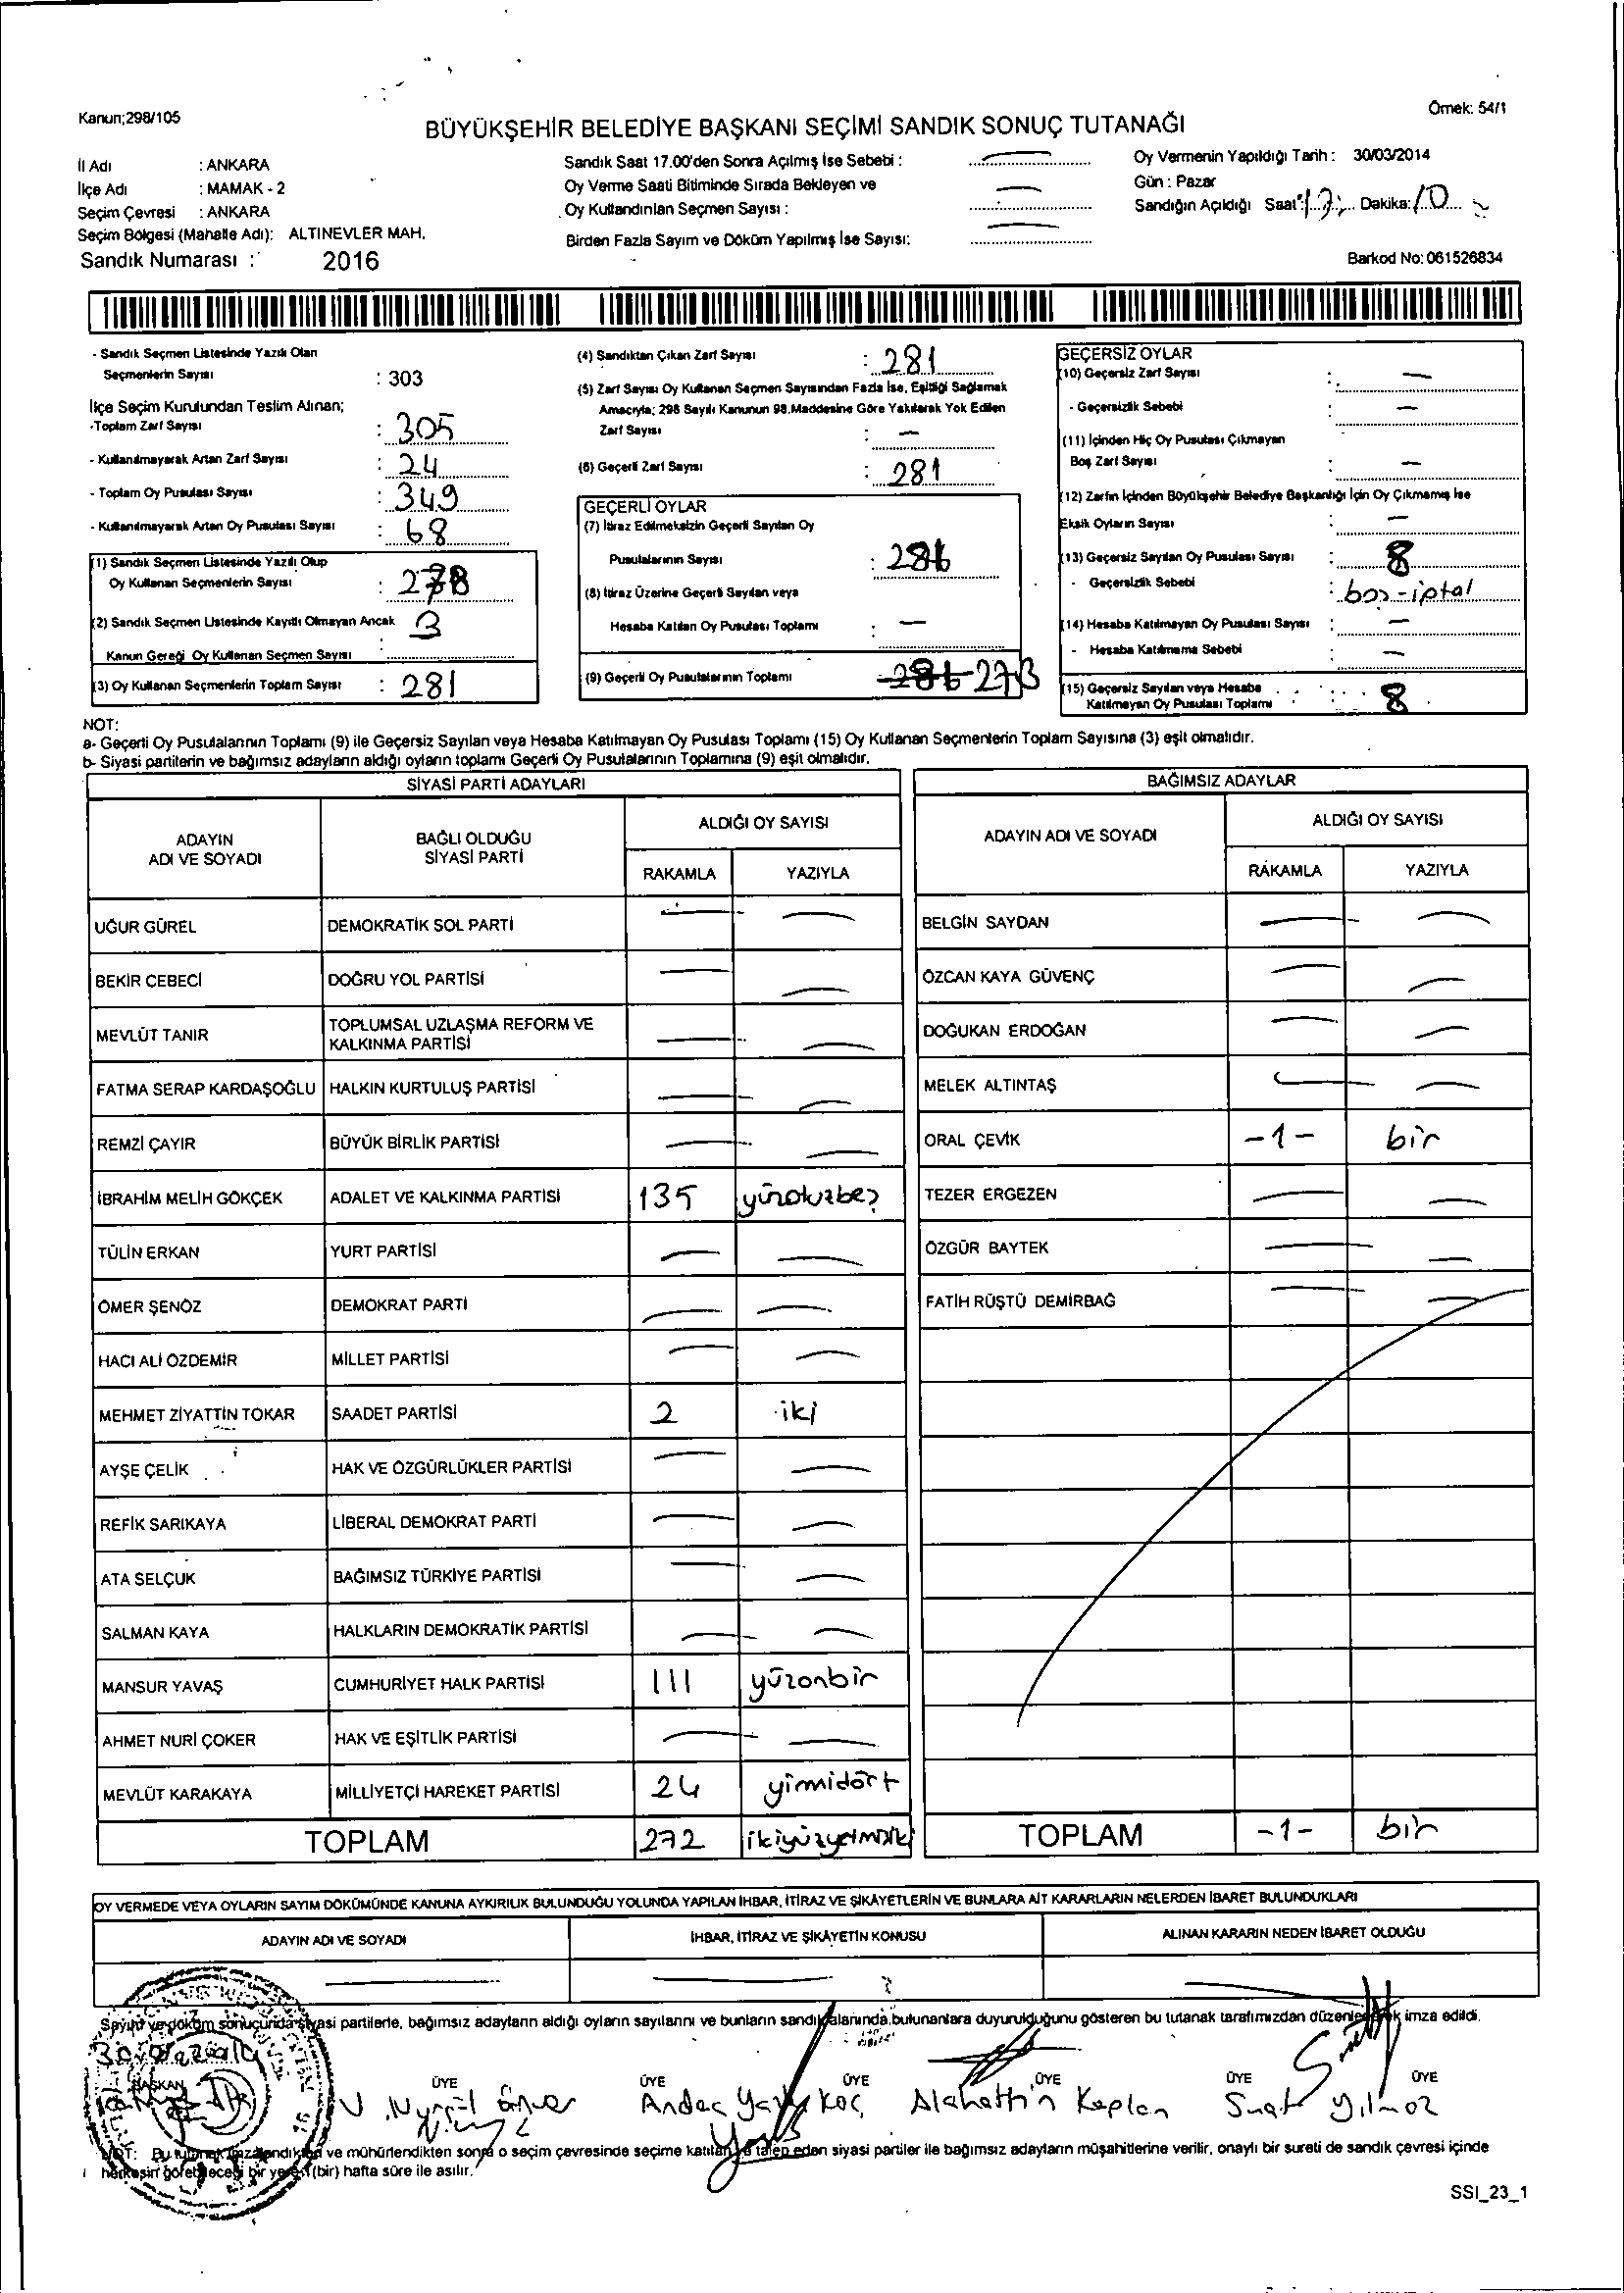 Kanun;298/105
Örnek: 54/1
BÜYÜKŞEHİR BELEDİYE BAŞKANI SEÇİMİ SANDIK SONUÇ TUTANAĞI
İl Adı : ANKARA
İlçe Adı : MAMAK - 2
Seçim Çevresi : ANKARA
Seçim Bölgesi (Mahalle Adı): ALTINEVLER MAH.
Sandık Numarası : 2016
Sandık Saat 17.00'den Sonra Açılmış İse Sebebi : —
Oy Verme Saati Bitiminde Sırada Bekleyen ve
Oy Kullandırılan Seçmen Sayısı : —
Birden Fazla Sayım ve Döküm Yapılmış İse Sayısı: —
Oy Vermenin Yapıldığı Tarih : 30/03/2014
Gün : Pazar
Sandığın Açıldığı Saat: 17 Dakika: 10
Barkod No: 061526834
- Sandık Seçmen Listesinde Yazılı Olan
Seçmenlerin Sayısı : 303
İlçe Seçim Kurulundan Teslim Alınan;
-Toplam Zarf Sayısı : 305
- Kullanılmayarak Artan Zarf Sayısı : 24
- Toplam Oy Pusulası Sayısı : 349
- Kullanılmayarak Artan Oy Pusulası Sayısı : 68
(1) Sandık Seçmen Listesinde Yazılı Olup
Oy Kullanan Seçmenlerin Sayısı : 278
(2) Sandık Seçmen Listesinde Kayıtlı Olmayan Ancak
Kanun Gereği Oy Kullanan Seçmen Sayısı : 3
(3) Oy Kullanan Seçmenlerin Toplam Sayısı : 281
(4) Sandıktan Çıkan Zarf Sayısı : 281
(5) Zarf Sayısı Oy Kullanan Seçmen Sayısından Fazla İse, Eşitliği Sağlamak
Amacıyla; 298 Sayılı Kanunun 98.Maddesine Göre Yakılarak Yok Edilen
Zarf Sayısı : —
(6) Geçerli Zarf Sayısı : 281
GEÇERLİ OYLAR
(7) İtiraz Edilmeksizin Geçerli Sayılan Oy
Pusulalarının Sayısı :
(8) İtiraz Üzerine Geçerli Sayılan veya
Hesaba Katılan Oy Pusulası Toplamı : —
(9) Geçerli Oy Pusulalarının Toplamı 273
GEÇERSİZ OYLAR
(10) Geçersiz Zarf Sayısı : —
- Geçersizlik Sebebi : —
(11) İçinden Hiç Oy Pusulası Çıkmayan
Boş Zarf Sayısı : —
(12) Zarfın İçinden Büyükşehir Belediye Başkanlığı İçin Oy Çıkmamış İse
Eksik Oyların Sayısı : —
(13) Geçersiz Sayılan Oy Pusulası Sayısı : 8
- Geçersizlik Sebebi : boş-iptal
(14) Hesaba Katılmayan Oy Pusulası Sayısı : —
- Hesaba Katılmama Sebebi : —
(15) Geçersiz Sayılan veya Hesaba
Katılmayan Oy Pusulası Toplamı : 8
NOT:
a- Geçerli Oy Pusulalarının Toplamı (9) ile Geçersiz Sayılan veya Hesaba Katılmayan Oy Pusulası Toplamı (15) Oy Kullanan Seçmenlerin Toplam Sayısına (3) eşit olmalıdır.
b- Siyasi partilerin ve bağımsız adayların aldığı oyların toplamı Geçerli Oy Pusulalarının Toplamına (9) eşit olmalıdır.
SİYASİ PARTİ ADAYLARI
ADAYIN ADI VE SOYADI
BAĞLI OLDUĞU SİYASİ PARTİ
ALDIĞI OY SAYISI
RAKAMLA YAZIYLA
UĞUR GÜREL DEMOKRATİK SOL PARTİ — —
BEKİR CEBECİ DOĞRU YOL PARTİSİ — —
MEVLÜT TANIR TOPLUMSAL UZLAŞMA REFORM VE KALKINMA PARTİSİ — —
FATMA SERAP KARDAŞOĞLU HALKIN KURTULUŞ PARTİSİ — —
REMZİ ÇAYIR BÜYÜK BİRLİK PARTİSİ — —
İBRAHİM MELİH GÖKÇEK ADALET VE KALKINMA PARTİSİ 135 yüzotuzbeş
TÜLİN ERKAN YURT PARTİSİ — —
ÖMER ŞENÖZ DEMOKRAT PARTİ — —
HACI ALİ ÖZDEMİR MİLLET PARTİSİ — —
MEHMET ZİYATTİN TOKAR SAADET PARTİSİ 2 iki
AYŞE ÇELİK HAK VE ÖZGÜRLÜKLER PARTİSİ — —
REFİK SARIKAYA LİBERAL DEMOKRAT PARTİ — —
ATA SELÇUK BAĞIMSIZ TÜRKİYE PARTİSİ — —
SALMAN KAYA HALKLARIN DEMOKRATİK PARTİSİ — —
MANSUR YAVAŞ CUMHURİYET HALK PARTİSİ 111 yüzonbir
AHMET NURİ ÇOKER HAK VE EŞİTLİK PARTİSİ — —
MEVLÜT KARAKAYA MİLLİYETÇİ HAREKET PARTİSİ 24 yirmidört
TOPLAM 272 ikiyüzyetmişiki
BAĞIMSIZ ADAYLAR
ADAYIN ADI VE SOYADI
ALDIĞI OY SAYISI
RAKAMLA YAZIYLA
BELGİN SAYDAN — —
ÖZCAN KAYA GÜVENÇ — —
DOĞUKAN ERDOĞAN — —
MELEK ALTINTAŞ — —
ORAL ÇEVİK -1- bir
TEZER ERGEZEN — —
ÖZGÜR BAYTEK — —
FATİH RÜŞTÜ DEMİRBAĞ — —
TOPLAM -1- bir
OY VERMEDE VEYA OYLARIN SAYIM DÖKÜMÜNDE KANUNA AYKIRILIK BULUNDUĞU YOLUNDA YAPILAN İHBAR, İTİRAZ VE ŞİKÂYETLERİN VE BUNLARA AİT KARARLARIN NELERDEN İBARET BULUNDUKLARI
ADAYIN ADI VE SOYADI
İHBAR, İTİRAZ VE ŞİKÂYETİN KONUSU
ALINAN KARARIN NEDEN İBARET OLDUĞU
— — —
Sayım ve döküm sonucunda siyasi partilerle, bağımsız adayların aldığı oyların sayılarını ve bunların sandık alanında bulunanlara duyurulduğunu gösteren bu tutanak tarafımızdan düzenlenerek imza edildi.
BAŞKAN ÜYE ÜYE ÜYE ÜYE ÜYE ÜYE
Andaç Koç Alahattin Kaplan Suat Yılmaz
NOT: Bu tutanak imzalandıktan ve mühürlendikten sonra o seçim çevresinde seçime katılan ve talep eden siyasi partiler ile bağımsız adayların müşahitlerine verilir, onaylı bir sureti de sandık çevresi içinde
herkesin görebileceği bir yere (bir) hafta süre ile asılır.
SSI_23_1